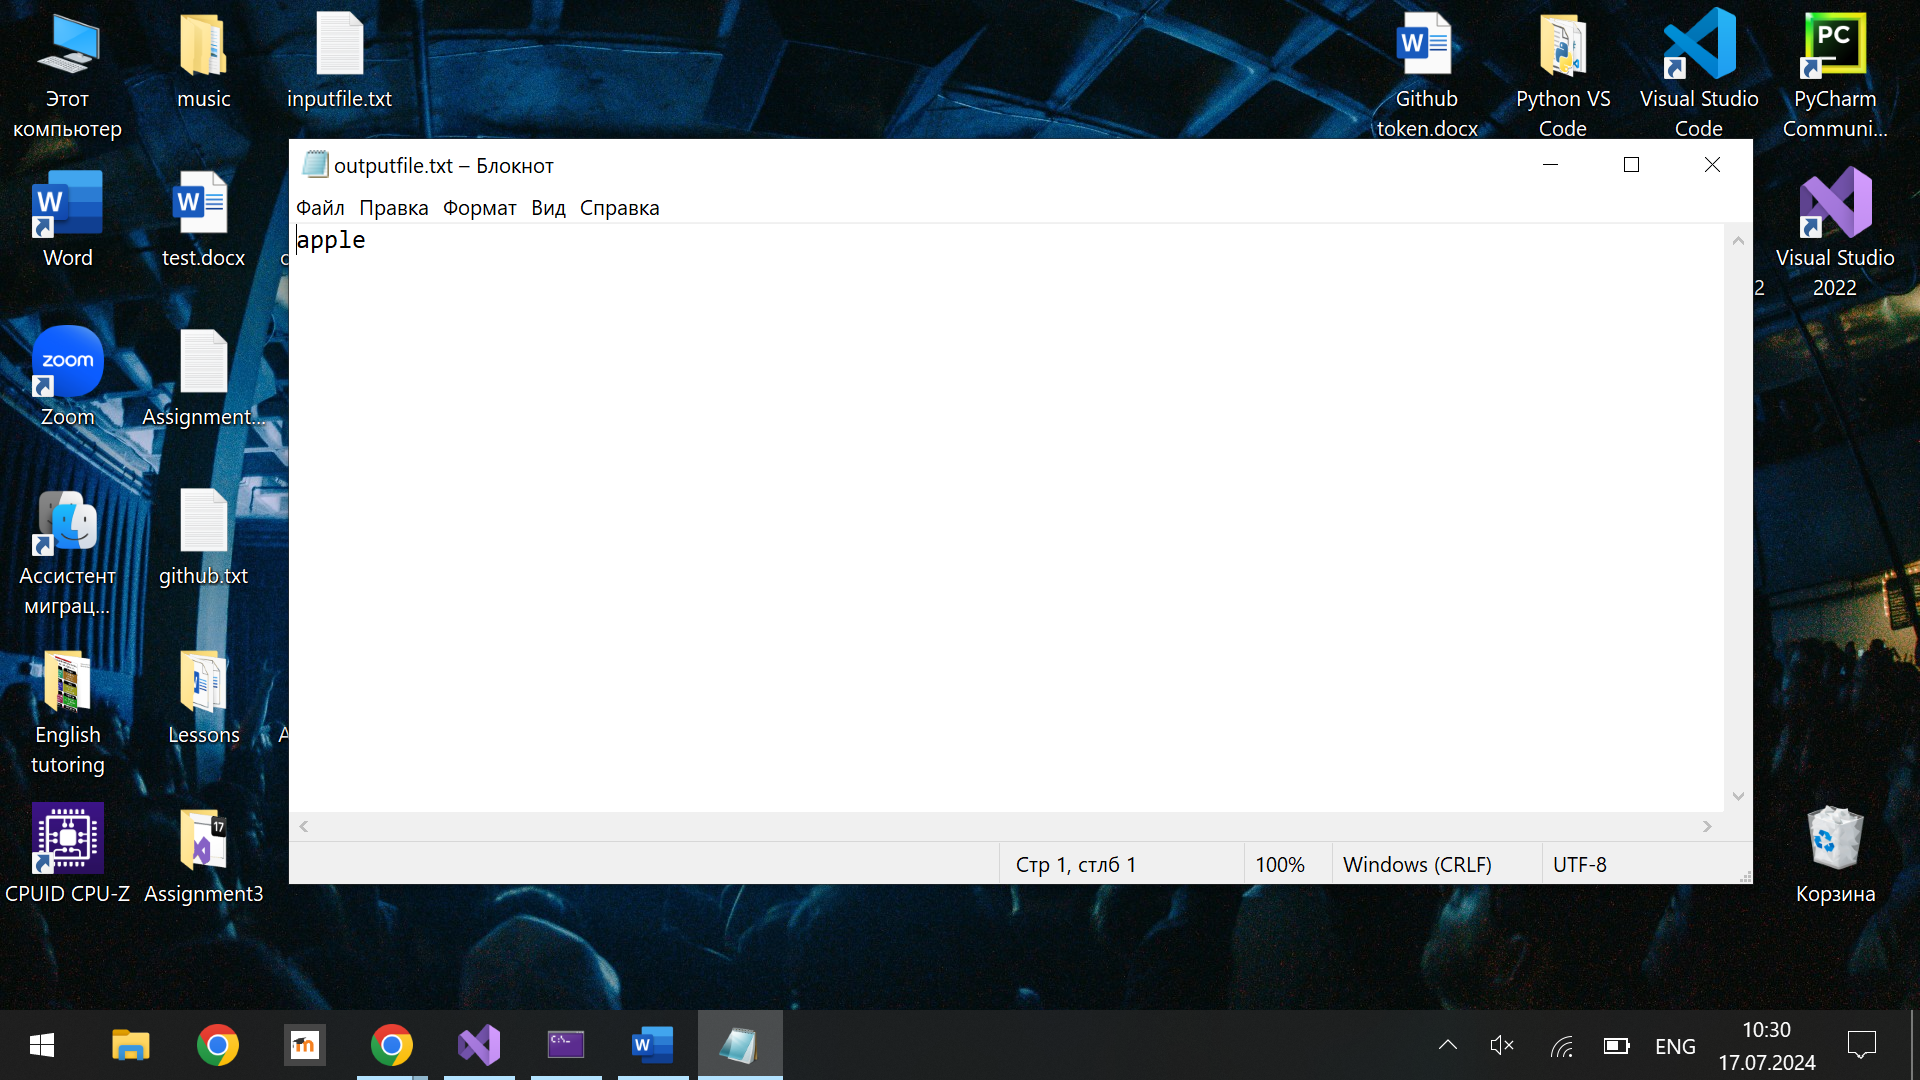 Этот
компьютер
music
inputfile.txt
Github
token.docx
Python VS
Code
Visual Studio
Code
PC
PyCharm
Communi...
outputfile.txt – Блокнот
Файл Правка Формат Вид Справка
apple
W
Word
W
test.docx
Visual Studio
2022
2
zoom
Zoom
Assignment...
Ассистент
миграц...
github.txt
English
tutoring
Lessons
A
CPUID CPU-Z
17
Assignment3
Стр 1, стлб 1
100%
Windows (CRLF)
UTF-8
Корзина
ENG
10:30
17.07.2024